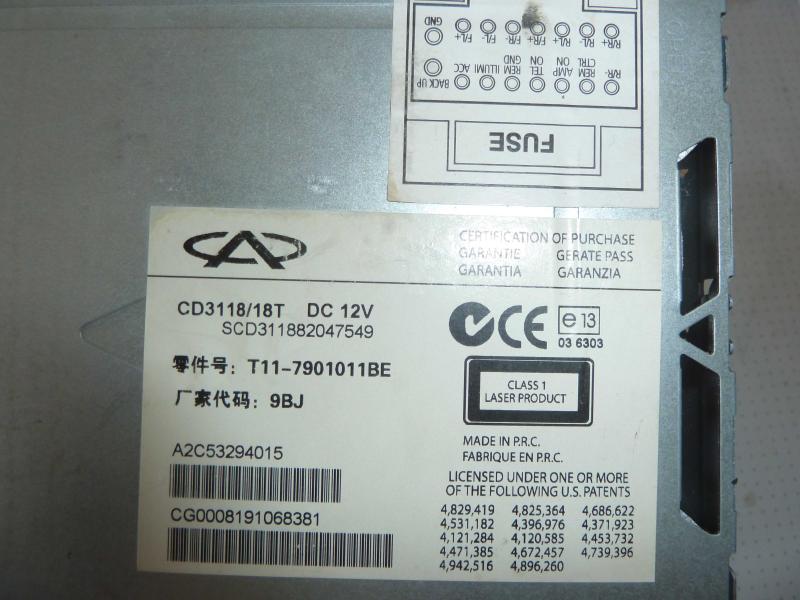 GND F/L+ F/L- F/R- F/R+ R/L+ R/L- R/R+
BACK UP ACC ILLUMI REM GND TEL ON AMP ON REM CTRL R/R-
FUSE
CERTIFICATION OF PURCHASE
GARANTIE GERATE PASS
GARANTIA GARANZIA
CD3118/18T DC 12V
SCD311882047549
零件号: T11-7901011BE
厂家代码: 9BJ
A2C53294015
CG0008191068381
CE e 13
03 6303
CLASS 1
LASER PRODUCT
MADE IN P.R.C.
FABRIQUE EN P.R.C.
LICENSED UNDER ONE OR MORE
OF THE FOLLOWING U.S. PATENTS
4,829,419 4,825,364 4,686,622
4,531,182 4,396,976 4,371,923
4,121,284 4,120,585 4,453,732
4,471,385 4,672,457 4,739,396
4,942,516 4,896,260